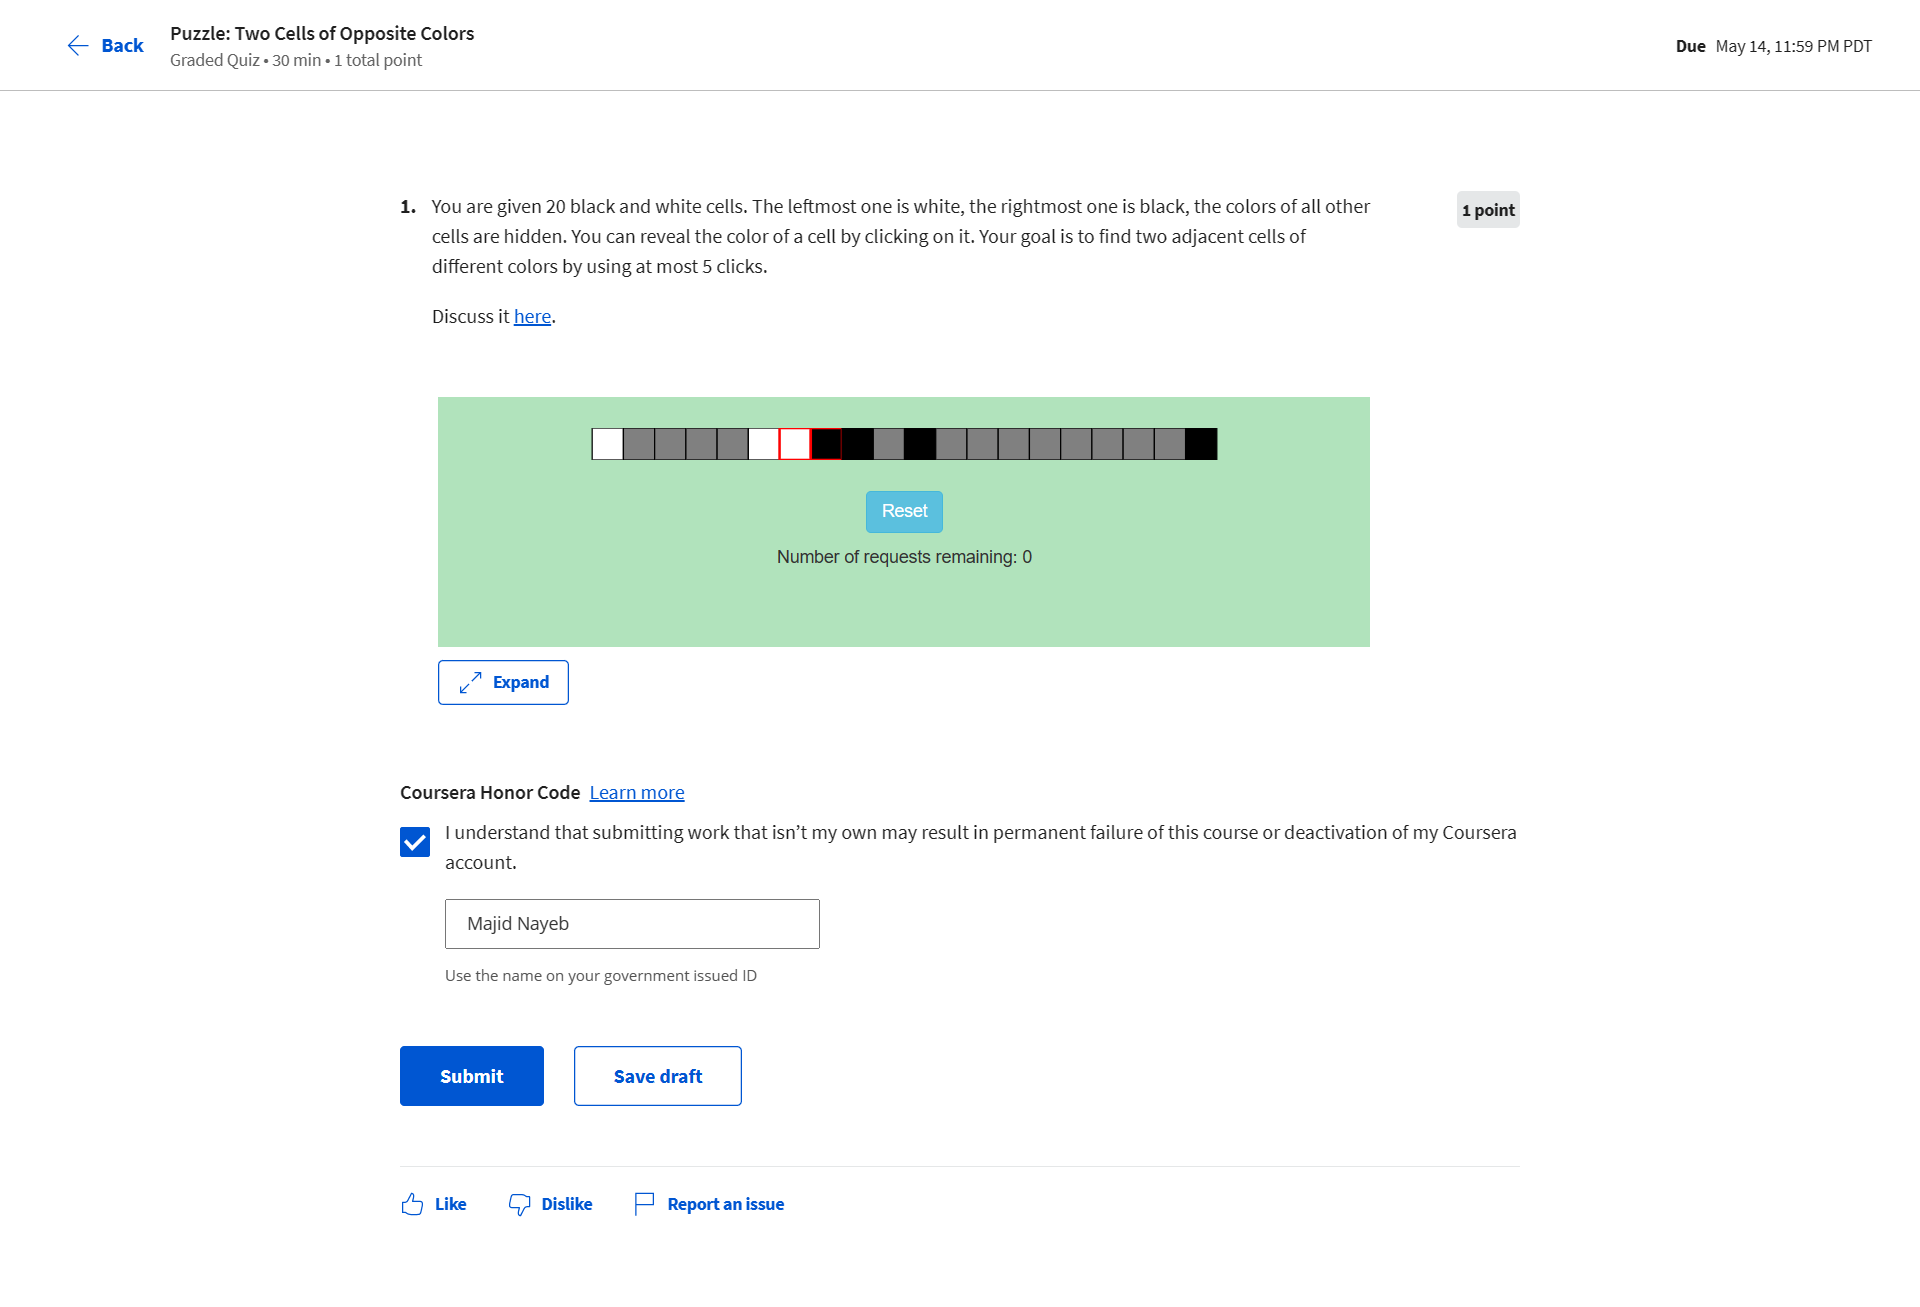 Back
Puzzle: Two Cells of Opposite Colors
Graded Quiz • 30 min • 1 total point
Due May 14, 11:59 PM PDT
1. You are given 20 black and white cells. The leftmost one is white, the rightmost one is black, the colors of all other
cells are hidden. You can reveal the color of a cell by clicking on it. Your goal is to find two adjacent cells of
different colors by using at most 5 clicks.
1 point
Discuss it here.
Reset
Number of requests remaining: 0
Expand
Coursera Honor Code Learn more
I understand that submitting work that isn’t my own may result in permanent failure of this course or deactivation of my Coursera
account.
Majid Nayeb
Use the name on your government issued ID
Submit
Save draft
Like
Dislike
Report an issue